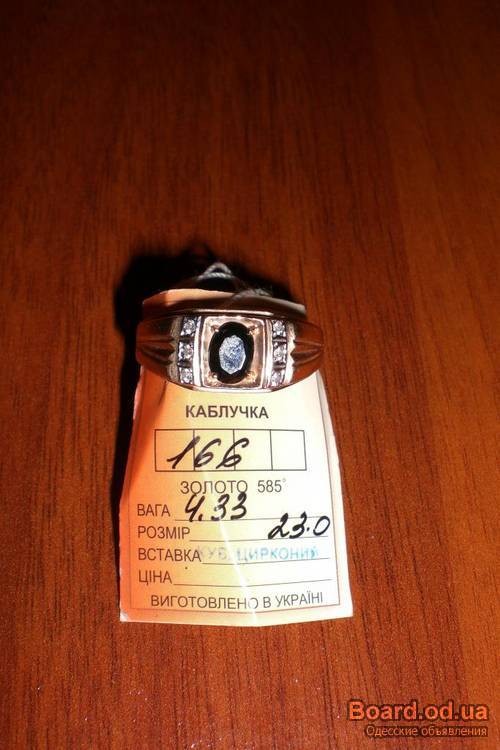 КАБЛУЧКА
166
ЗОЛОТО 585°
ВАГА 4.33
РОЗМІР 23.0
ВСТАВКА КУБ. ЦИРКОНИЙ
ЦІНА
ВИГОТОВЛЕНО В УКРАЇНІ
Board.od.ua
Одесские объявления